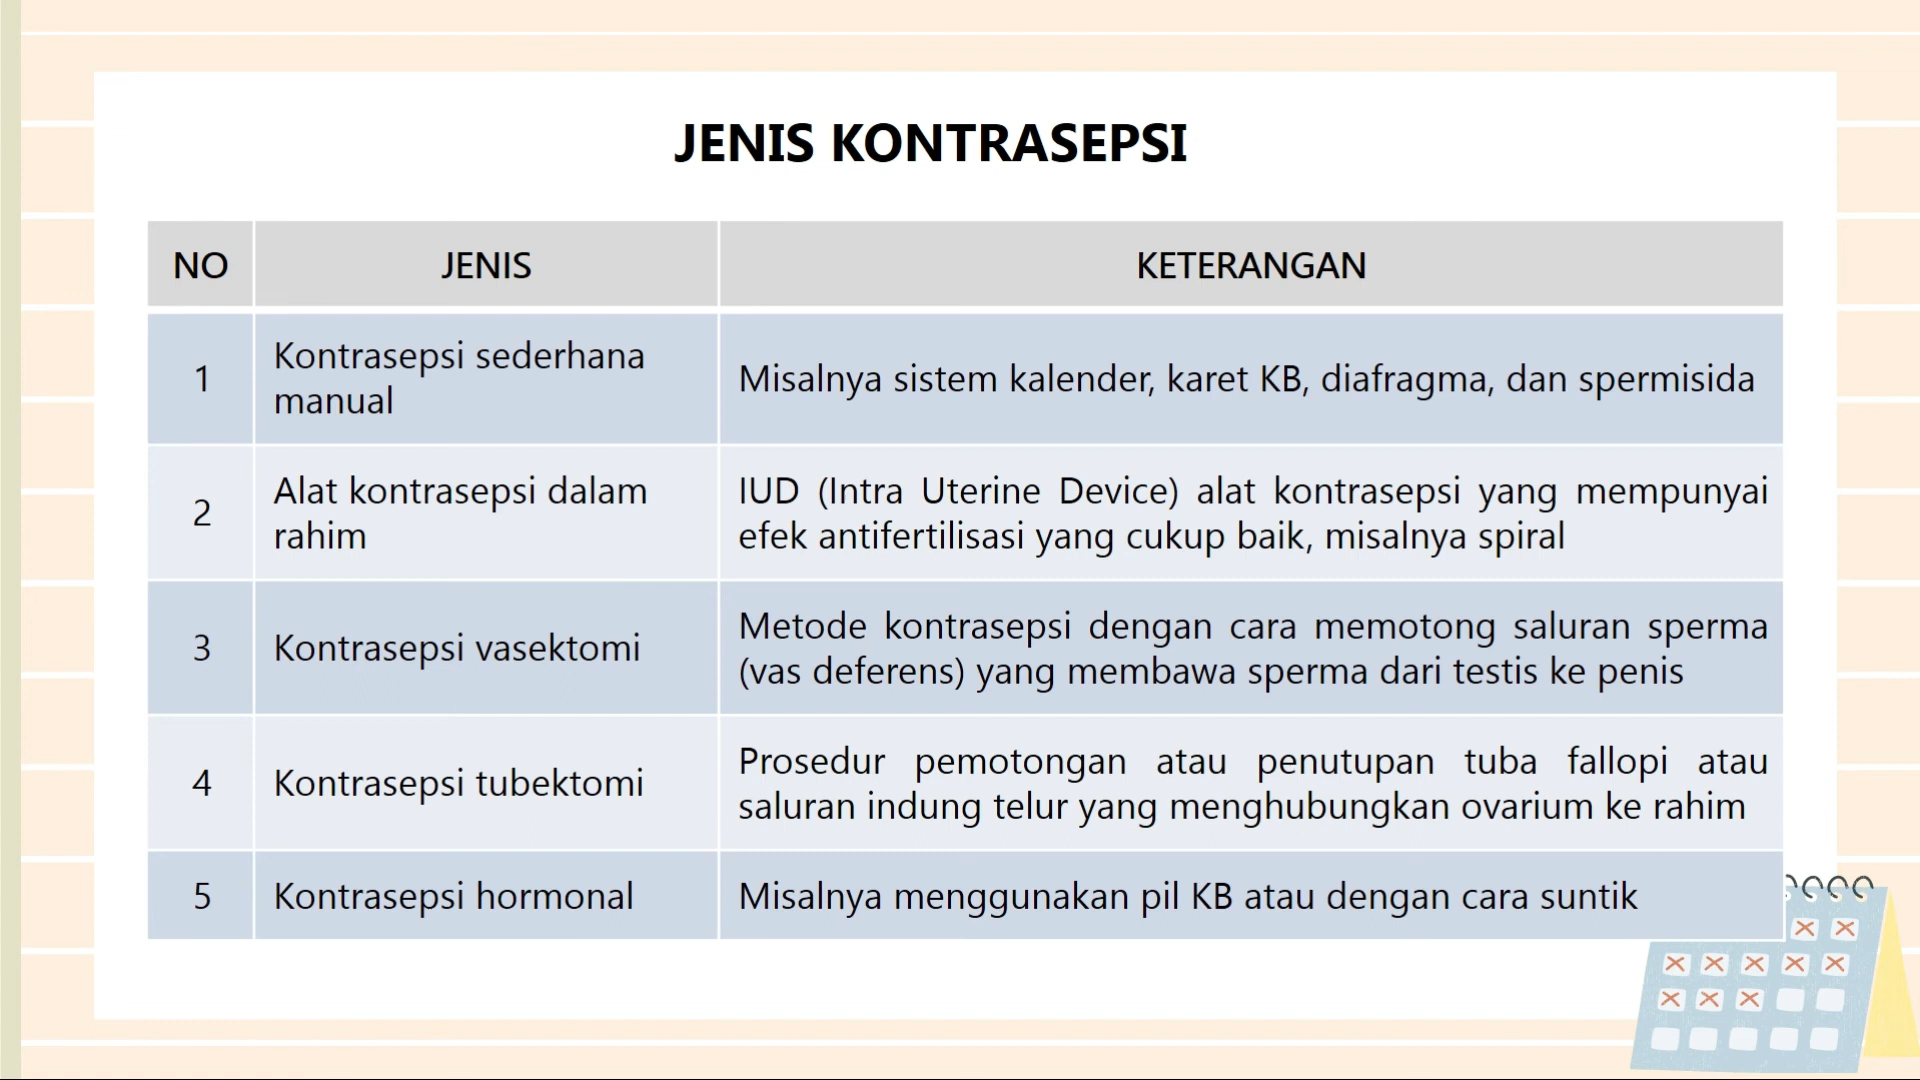 JENIS KONTRASEPSI
NO JENIS KETERANGAN
1 Kontrasepsi sederhana
manual
Misalnya sistem kalender, karet KB, diafragma, dan spermisida
2 Alat kontrasepsi dalam
rahim
IUD (Intra Uterine Device) alat kontrasepsi yang mempunyai
efek antifertilisasi yang cukup baik, misalnya spiral
3 Kontrasepsi vasektomi
Metode kontrasepsi dengan cara memotong saluran sperma
(vas deferens) yang membawa sperma dari testis ke penis
4 Kontrasepsi tubektomi
Prosedur pemotongan atau penutupan tuba fallopi atau
saluran indung telur yang menghubungkan ovarium ke rahim
5 Kontrasepsi hormonal
Misalnya menggunakan pil KB atau dengan cara suntik